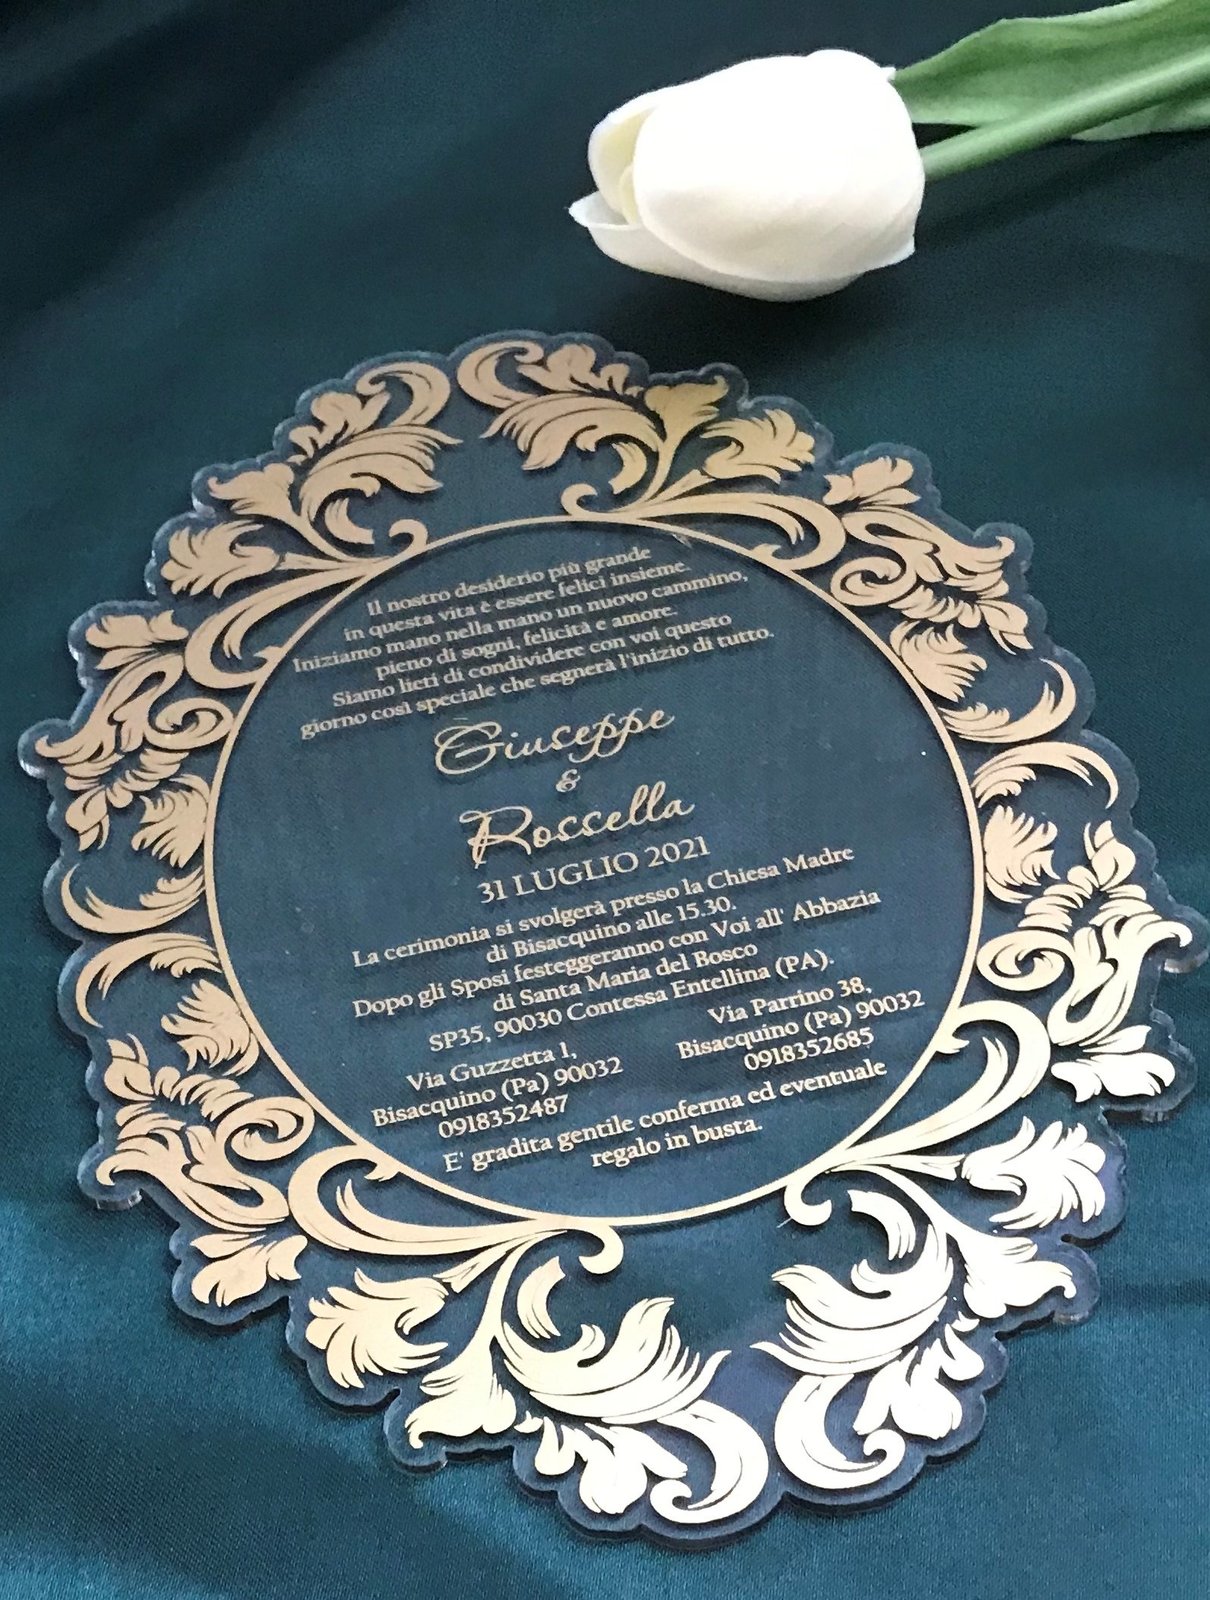 Il nostro desiderio più grande
in questa vita è essere felici insieme.
Iniziamo mano nella mano un nuovo cammino,
pieno di sogni, felicità e amore.
Siamo lieti di condividere con voi questo
giorno così speciale che segnerà l'inizio di tutto.
Giuseppe
&
Rossella
31 LUGLIO 2021
La cerimonia si svolgerà presso la Chiesa Madre
di Bisacquino alle 15.30.
Dopo gli Sposi festeggeranno con Voi all' Abbazia
di Santa Maria del Bosco
SP35, 90030 Contessa Entellina (PA).
Via Guzzetta 1,
Bisacquino (Pa) 90032
0918352487
Via Parrino 38,
Bisacquino (Pa) 90032
0918352685
E' gradita gentile conferma ed eventuale
regalo in busta.